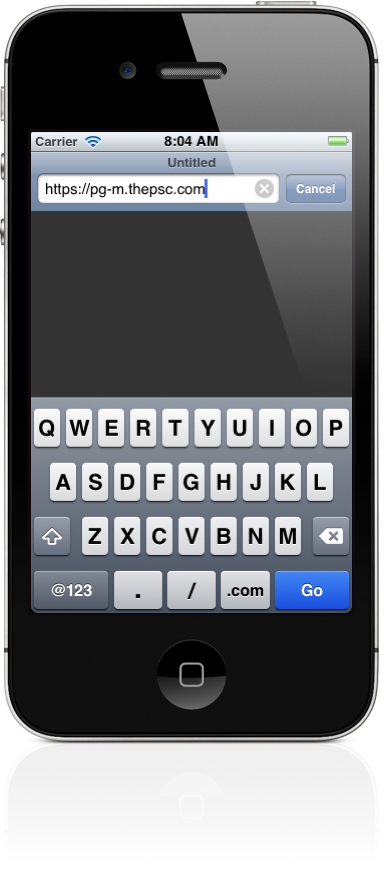 Carrier 8:04 AM
Untitled
https://pg-m.thepsc.com Cancel
Q W E R T Y U I O P
A S D F G H J K L
Z X C V B N M
@123 . / .com Go